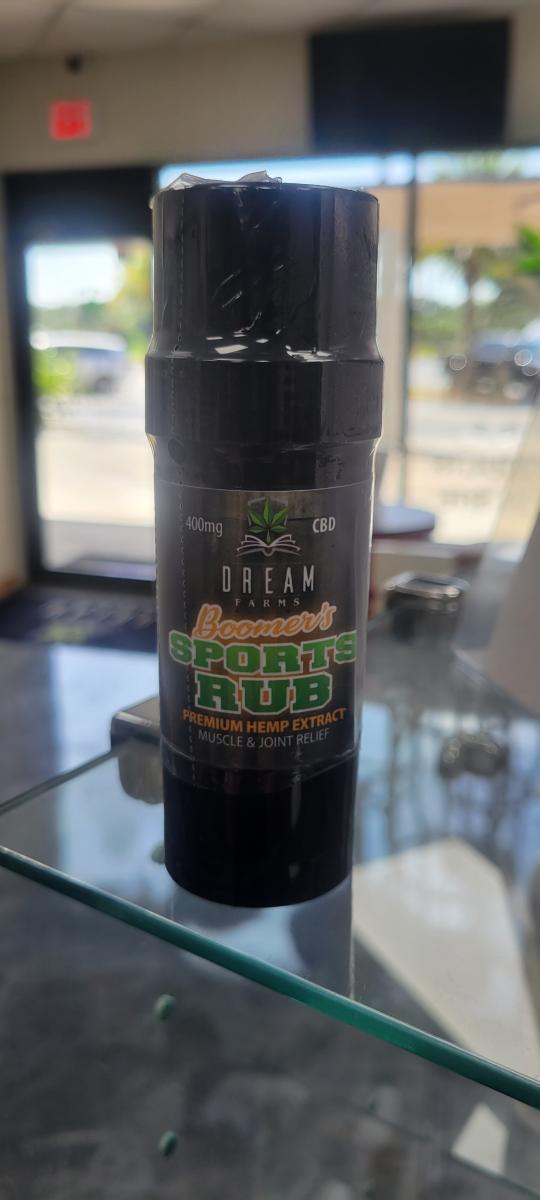 400mg CBD
DREAM
FARMS
Boomer's
SPORTS
RUB
PREMIUM HEMP EXTRACT
MUSCLE & JOINT RELIEF